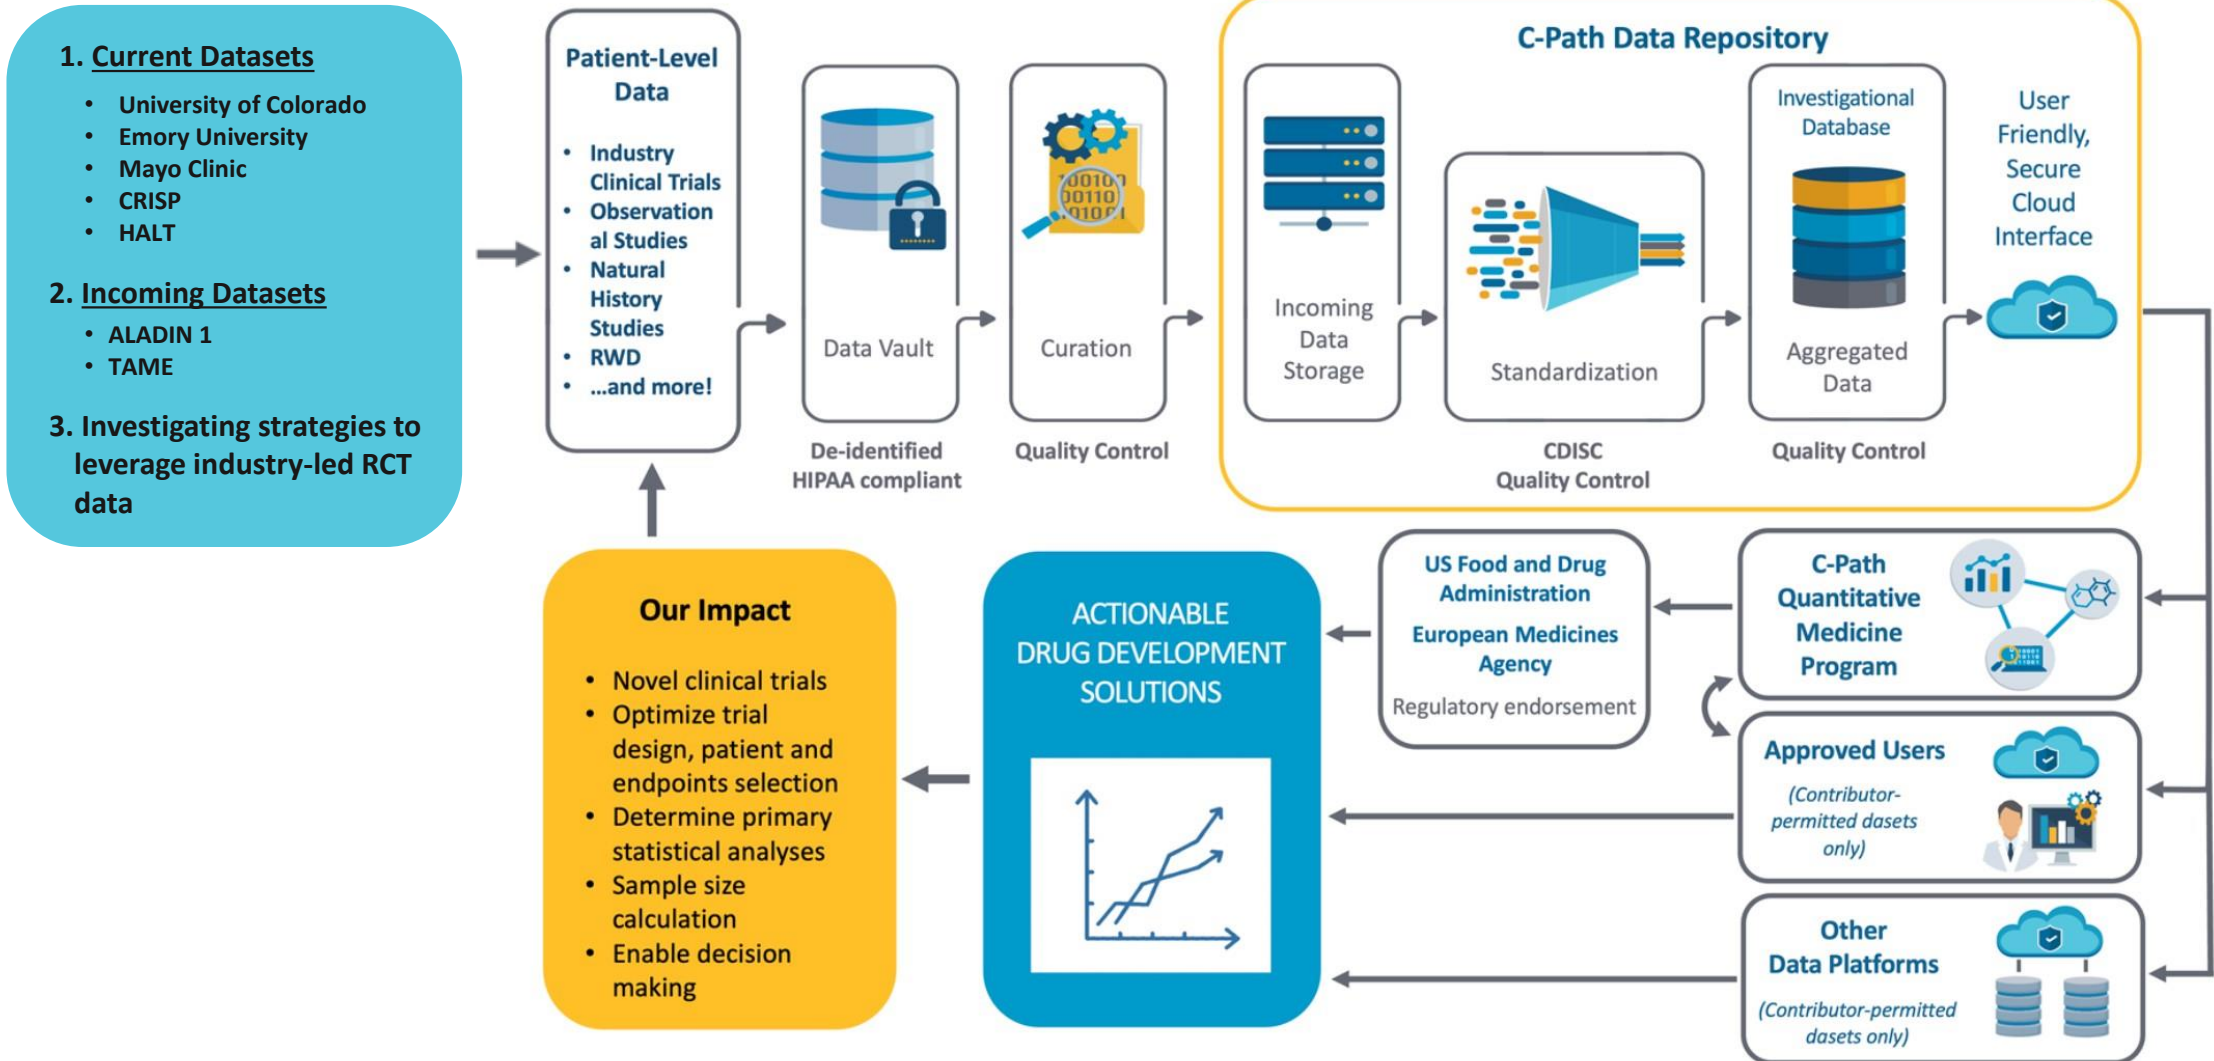 1. Current Datasets
• University of Colorado
• Emory University
• Mayo Clinic
• CRISP
• HALT
2. Incoming Datasets
• ALADIN 1
• TAME
3. Investigating strategies to
leverage industry-led RCT
data
Patient-Level
Data
• Industry
Clinical Trials
• Observation
al Studies
• Natural
History
Studies
• RWD
• ...and more!
Data Vault
De-identified
HIPAA compliant
Curation
Quality Control
C-Path Data Repository
Incoming
Data
Storage
Standardization
CDISC
Quality Control
Investigational
Database
Aggregated
Data
Quality Control
User
Friendly,
Secure
Cloud
Interface
C-Path
Quantitative
Medicine
Program
Approved Users
(Contributor-
permitted dasets
only)
Other
Data Platforms
(Contributor-permitted
dasets only)
US Food and Drug
Administration
European Medicines
Agency
Regulatory endorsement
ACTIONABLE
DRUG DEVELOPMENT
SOLUTIONS
Our Impact
• Novel clinical trials
• Optimize trial
design, patient and
endpoints selection
• Determine primary
statistical analyses
• Sample size
calculation
• Enable decision
making